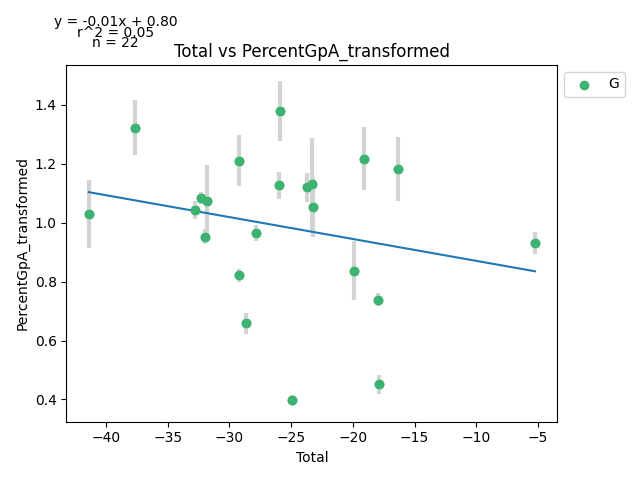 y = -0.01x + 0.80
r^2 = 0.05
n = 22
Total vs PercentGpA_transformed
G
PercentGpA_transformed
1.4
1.2
1.0
0.8
0.6
0.4
−40 −35 −30 −25 −20 −15 −10 −5
Total